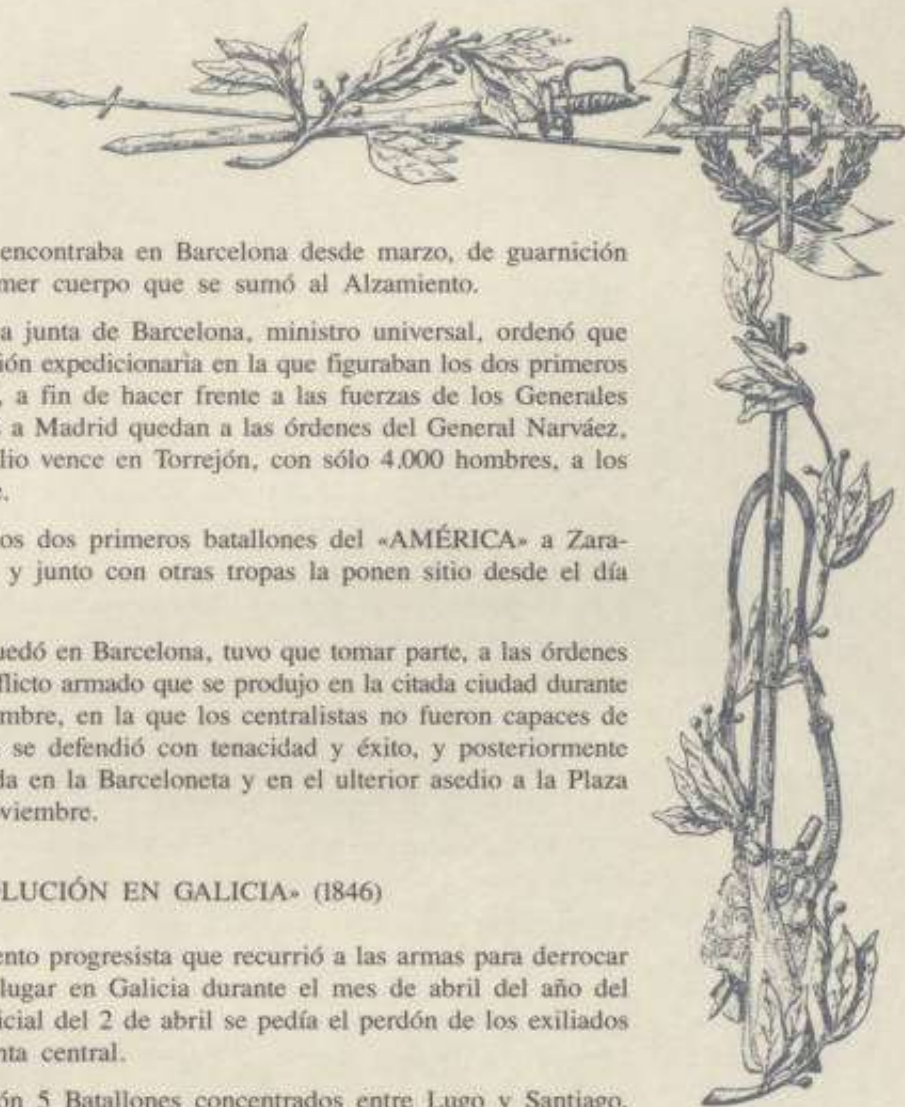 encontraba en Barcelona desde marzo, de guarnición
mer cuerpo que se sumó al Alzamiento.
a junta de Barcelona, ministro universal, ordenó que
ión expedicionaria en la que figuraban los dos primeros
, a fin de hacer frente a las fuerzas de los Generales
a Madrid quedan a las órdenes del General Narváez,
lio vence en Torrejón, con sólo 4.000 hombres, a los
os dos primeros batallones del «AMÉRICA» a Zara-
y junto con otras tropas la ponen sitio desde el día
uedó en Barcelona, tuvo que tomar parte, a las órdenes
flicto armado que se produjo en la citada ciudad durante
mbre, en la que los centralistas no fueron capaces de
se defendió con tenacidad y éxito, y posteriormente
da en la Barceloneta y en el ulterior asedio a la Plaza
viembre.
OLUCIÓN EN GALICIA» (1846)
ento progresista que recurrió a las armas para derrocar
lugar en Galicia durante el mes de abril del año del
icial del 2 de abril se pedía el perdón de los exiliados
nta central.
ón 5 Batallones concentrados entre Lugo y Santiago,